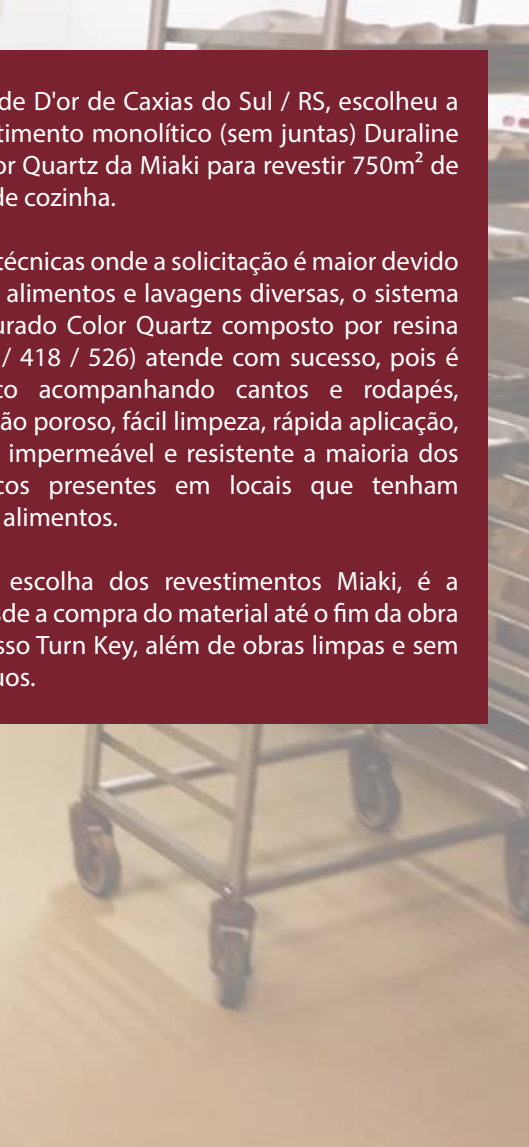 de D'or de Caxias do Sul / RS, escolheu a
timento monolítico (sem juntas) Duraline
or Quartz da Miaki para revestir 750m² de
de cozinha.
técnicas onde a solicitação é maior devido
alimentos e lavagens diversas, o sistema
urado Color Quartz composto por resina
/ 418 / 526) atende com sucesso, pois é
co acompanhando cantos e rodapés,
ão poroso, fácil limpeza, rápida aplicação,
impermeável e resistente a maioria dos
cos presentes em locais que tenham
alimentos.
escolha dos revestimentos Miaki, é a
sde a compra do material até o fim da obra
sso Turn Key, além de obras limpas e sem
uos.